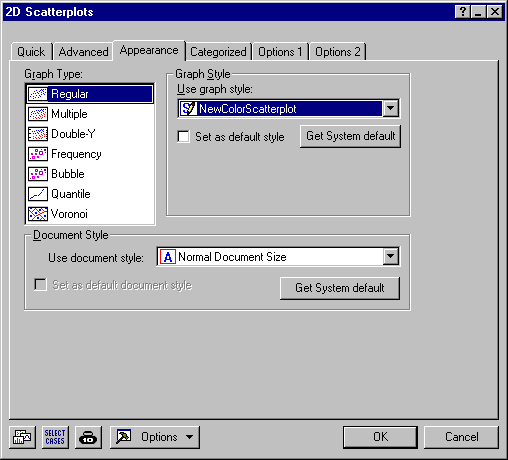 2D Scatterplots
Quick Advanced Appearance Categorized Options 1 Options 2
Graph Type:
Regular
Multiple
Double-Y
Frequency
Bubble
Quantile
Voronoi
Graph Style
Use graph style:
NewColorScatterplot
Set as default style
Get System default
Document Style
Use document style:
Normal Document Size
Set as default document style
Get System default
SELECT
CASES
Options
OK
Cancel